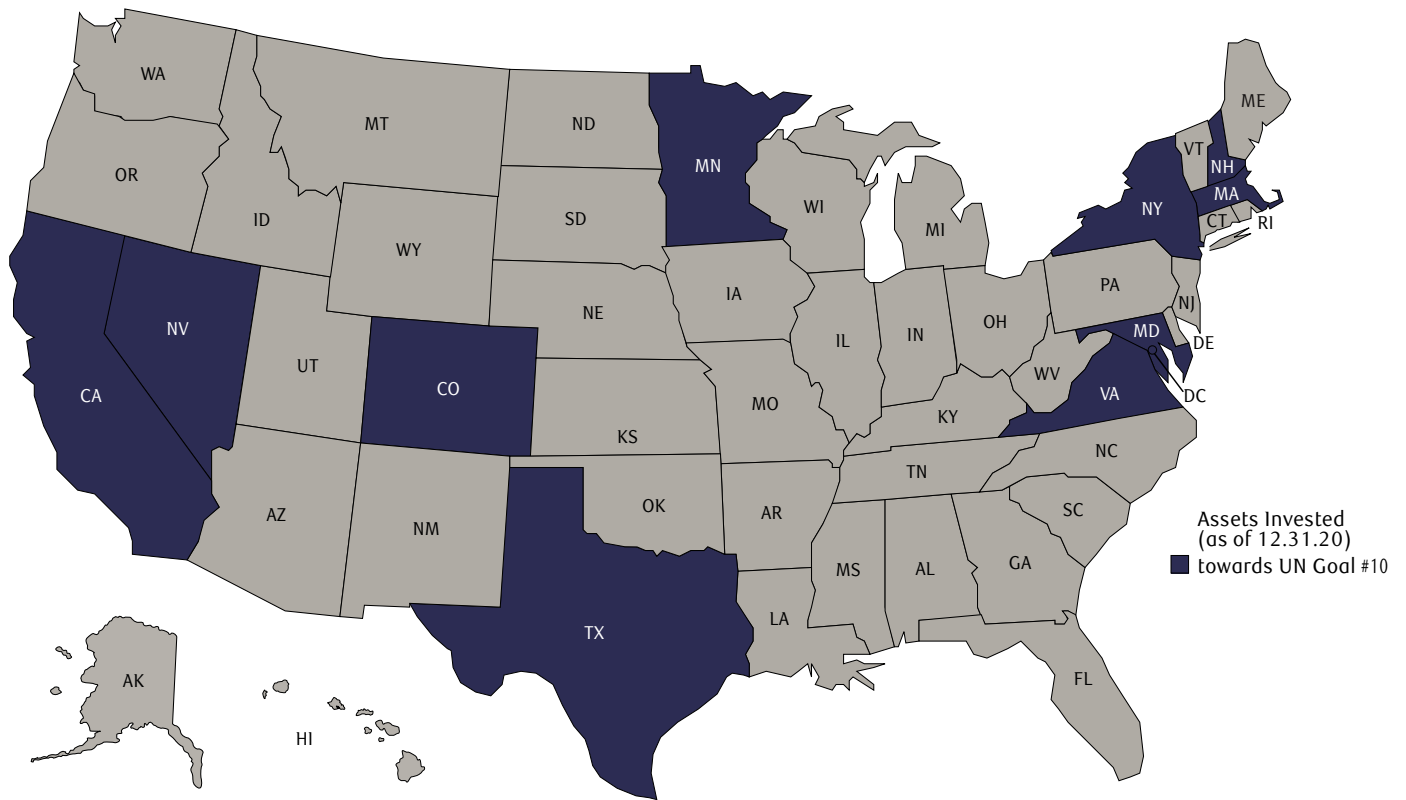 WA
OR
ID
MT
ND
MN
SD
WY
WI
MI
NY
VT
NH
ME
MA
CT
RI
CA
NV
UT
CO
NE
IA
IL
IN
OH
PA
NJ
MD
DE
DC
WV
VA
KS
MO
KY
AZ
NM
OK
AR
TN
NC
SC
MS
AL
GA
LA
TX
FL
AK
HI
Assets Invested
(as of 12.31.20)
towards UN Goal #10